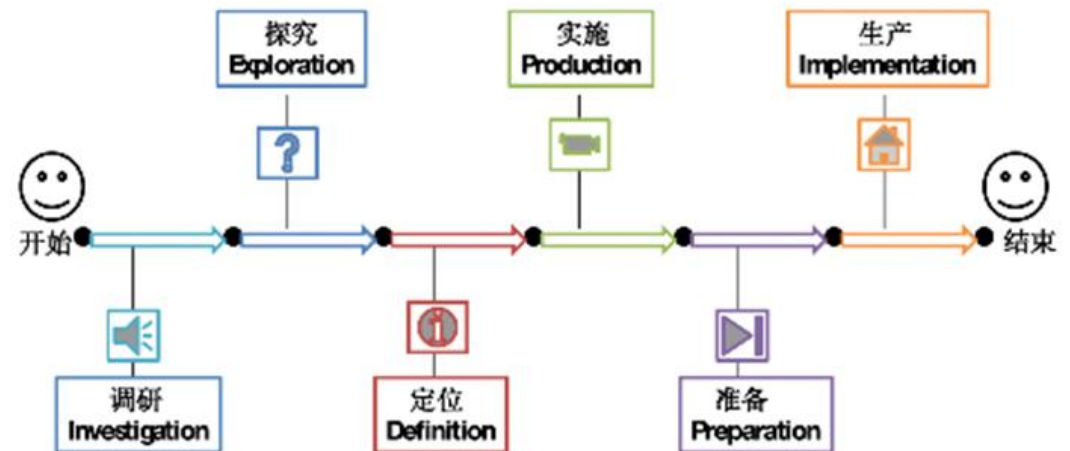 探究
Exploration
实施
Production
生产
Implementation
开始
结束
调研
Investigation
定位
Definition
准备
Preparation